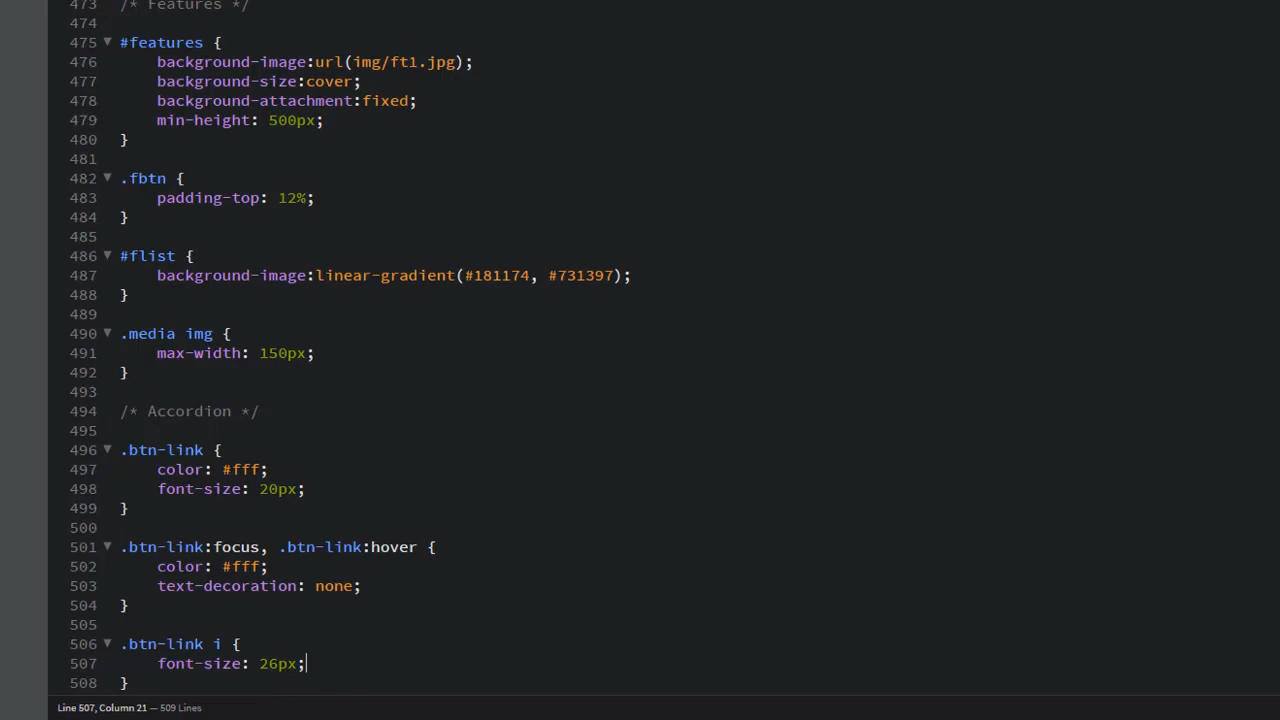 473 /* Features */
474
475 ▼ #features {
476 background-image:url(img/ft1.jpg);
477 background-size:cover;
478 background-attachment:fixed;
479 min-height: 500px;
480 }
481
482 ▼ .fbtn {
483 padding-top: 12%;
484 }
485
486 ▼ #flist {
487 background-image:linear-gradient(#181174, #731397);
488 }
489
490 ▼ .media img {
491 max-width: 150px;
492 }
493
494 /* Accordion */
495
496 ▼ .btn-link {
497 color: #fff;
498 font-size: 20px;
499 }
500
501 ▼ .btn-link:focus, .btn-link:hover {
502 color: #fff;
503 text-decoration: none;
504 }
505
506 ▼ .btn-link i {
507 font-size: 26px;
508 }
Line 507, Column 21 — 509 Lines